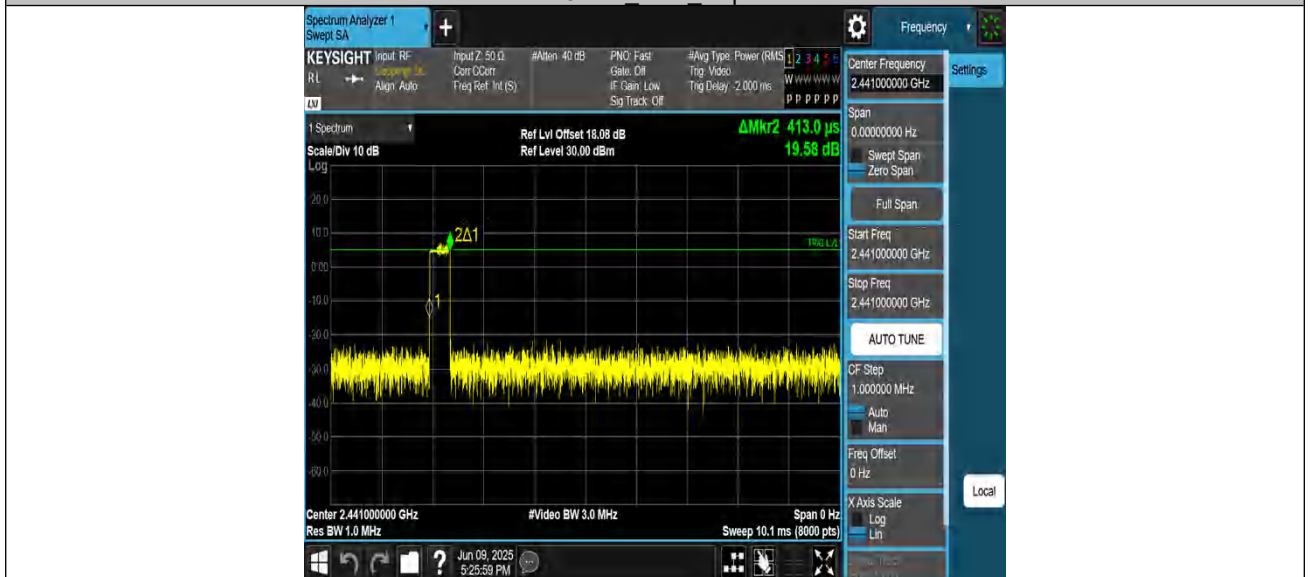 Spectrum Analyzer 1
Swept SA
+
Frequency
KEYSIGHT
RL
LXI
Input: RF
Align: Auto
Input Z: 50 Ω
Corr CCorr
Freq Ref: Int (S)
#Atten: 40 dB
PNO: Fast
Gate: Off
IF Gain: Low
Sig Track: Off
#Avg Type: Power (RMS
Trig: Video
Trig Delay: -2.000 ms
1 2 3 4 5 6
W W W W W W
P P P P P P
Center Frequency
2.441000000 GHz
Settings
1 Spectrum
Scale/Div 10 dB
Log
Ref Lvl Offset 18.08 dB
Ref Level 30.00 dBm
ΔMkr2 413.0 µs
19.58 dB
Span
0.00000000 Hz
Swept Span
Zero Span
Full Span
20.0
10.0
0.00
-10.0
-20.0
-30.0
-40.0
-50.0
-60.0
2Δ1
1
Start Freq
2.441000000 GHz
Stop Freq
2.441000000 GHz
AUTO TUNE
CF Step
1.000000 MHz
Auto
Man
Freq Offset
0 Hz
Local
X Axis Scale
Log
Lin
Center 2.441000000 GHz
#Video BW 3.0 MHz
Span 0 Hz
Res BW 1.0 MHz
Sweep 10.1 ms (8000 pts)
?
Jun 09, 2025
5:25:59 PM